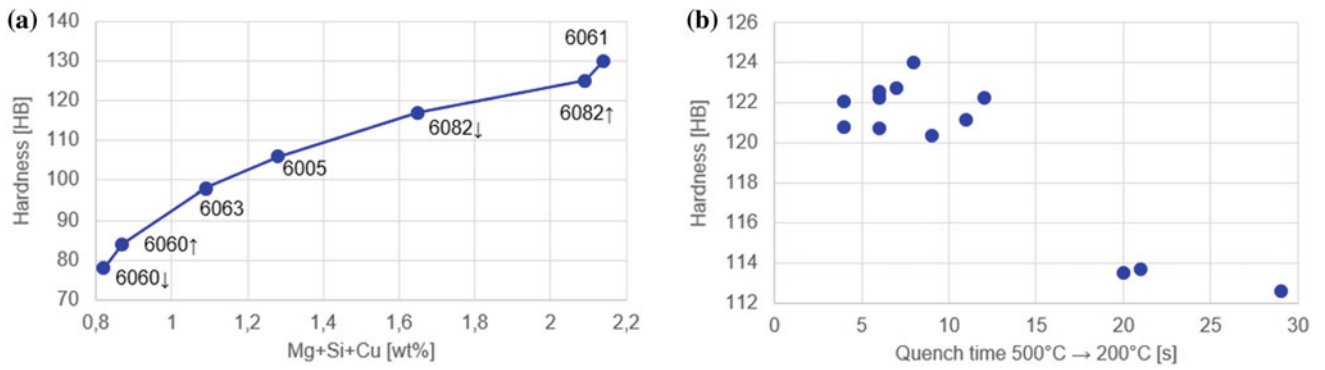 (a)
Hardness [HB]
140
130
120
110
100
90
80
70
6061
6082↑
6082↓
6005
6063
6060↑
6060↓
0,8 1 1,2 1,4 1,6 1,8 2 2,2
Mg+Si+Cu [wt%]
(b)
Hardness [HB]
126
124
122
120
118
116
114
112
0 5 10 15 20 25 30
Quench time 500°C → 200°C [s]